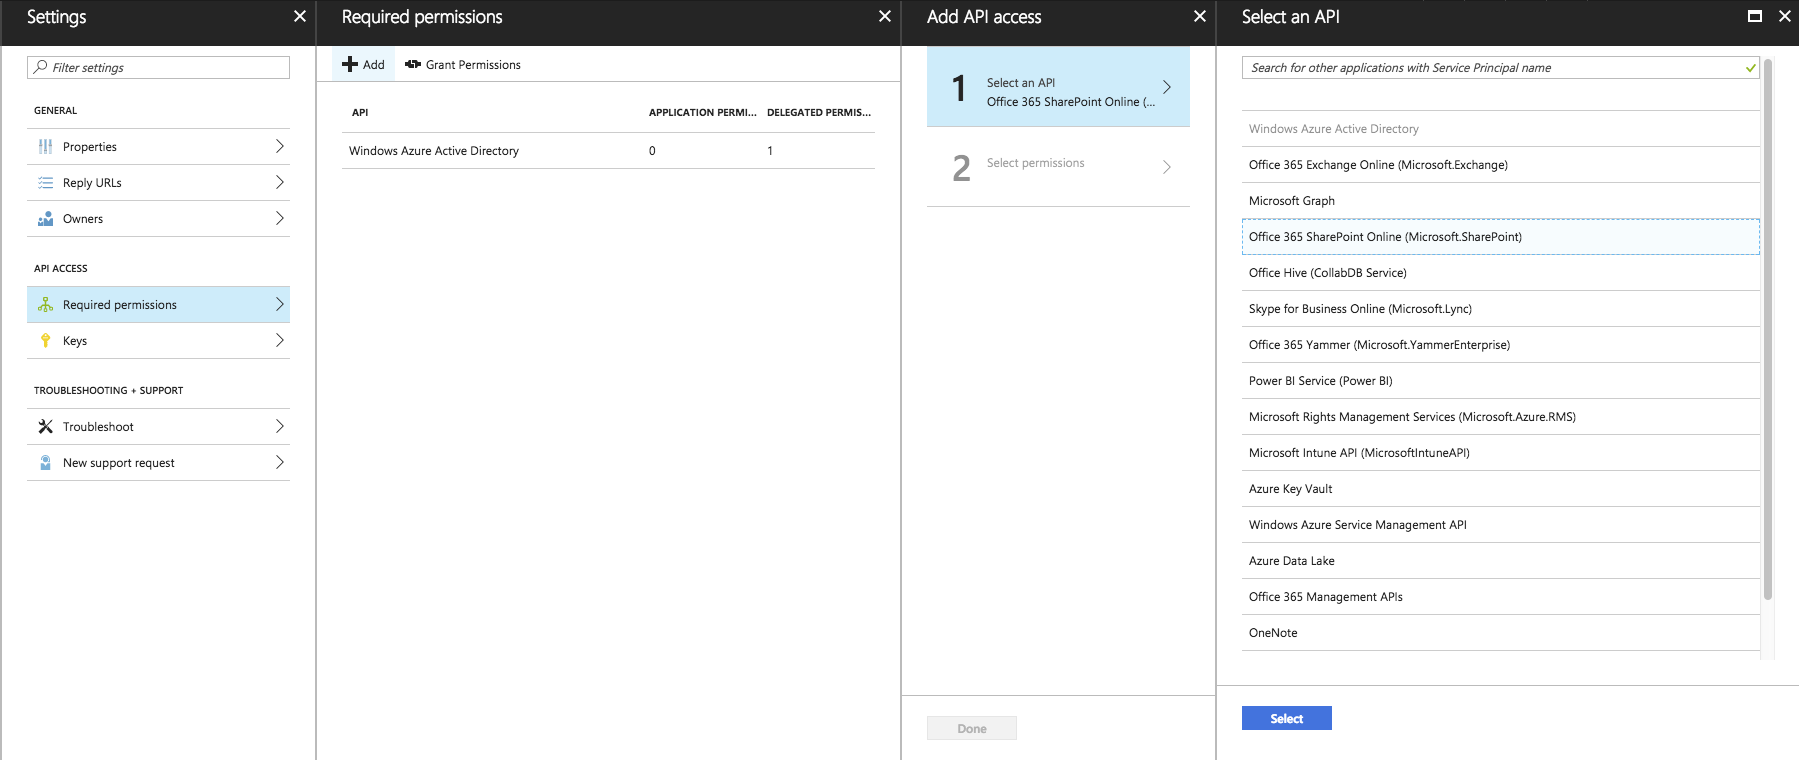 Settings
Filter settings
GENERAL
Properties
Reply URLs
Owners
API ACCESS
Required permissions
Keys
TROUBLESHOOTING + SUPPORT
Troubleshoot
New support request
Required permissions
Add Grant Permissions
API APPLICATION PERMI... DELEGATED PERMIS...
Windows Azure Active Directory 0 1
Add API access
1 Select an API
Office 365 SharePoint Online (...
2 Select permissions
Done
Select an API
Search for other applications with Service Principal name
Windows Azure Active Directory
Office 365 Exchange Online (Microsoft.Exchange)
Microsoft Graph
Office 365 SharePoint Online (Microsoft.SharePoint)
Office Hive (CollabDB Service)
Skype for Business Online (Microsoft.Lync)
Office 365 Yammer (Microsoft.YammerEnterprise)
Power BI Service (Power BI)
Microsoft Rights Management Services (Microsoft.Azure.RMS)
Microsoft Intune API (MicrosoftIntuneAPI)
Azure Key Vault
Windows Azure Service Management API
Azure Data Lake
Office 365 Management APIs
OneNote
Select